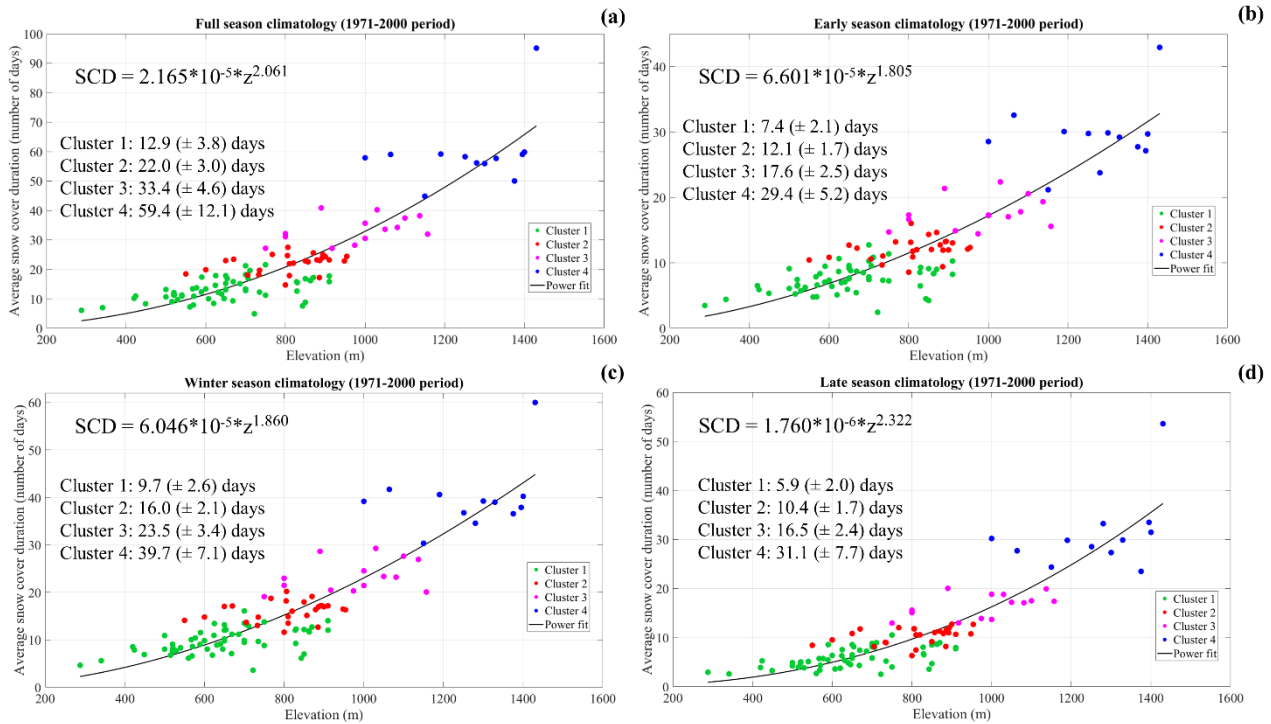 Full season climatology (1971-2000 period)
(a)
SCD = 2.165*10-5*z2.061
Cluster 1: 12.9 (± 3.8) days
Cluster 2: 22.0 (± 3.0) days
Cluster 3: 33.4 (± 4.6) days
Cluster 4: 59.4 (± 12.1) days
Average snow cover duration (number of days)
100
90
80
70
60
50
40
30
20
10
0
Cluster 1
Cluster 2
Cluster 3
Cluster 4
Power fit
200 400 600 800 1000 1200 1400 1600
Elevation (m)
Early season climatology (1971-2000 period)
(b)
SCD = 6.601*10-5*z1.805
Cluster 1: 7.4 (± 2.1) days
Cluster 2: 12.1 (± 1.7) days
Cluster 3: 17.6 (± 2.5) days
Cluster 4: 29.4 (± 5.2) days
Average snow cover duration (number of days)
40
30
20
10
0
Cluster 1
Cluster 2
Cluster 3
Cluster 4
Power fit
200 400 600 800 1000 1200 1400 1600
Elevation (m)
Winter season climatology (1971-2000 period)
(c)
SCD = 6.046*10-5*z1.860
Cluster 1: 9.7 (± 2.6) days
Cluster 2: 16.0 (± 2.1) days
Cluster 3: 23.5 (± 3.4) days
Cluster 4: 39.7 (± 7.1) days
Average snow cover duration (number of days)
60
50
40
30
20
10
0
Cluster 1
Cluster 2
Cluster 3
Cluster 4
Power fit
200 400 600 800 1000 1200 1400 1600
Elevation (m)
Late season climatology (1971-2000 period)
(d)
SCD = 1.760*10-6*z2.322
Cluster 1: 5.9 (± 2.0) days
Cluster 2: 10.4 (± 1.7) days
Cluster 3: 16.5 (± 2.4) days
Cluster 4: 31.1 (± 7.7) days
Average snow cover duration (number of days)
60
50
40
30
20
10
0
Cluster 1
Cluster 2
Cluster 3
Cluster 4
Power fit
200 400 600 800 1000 1200 1400 1600
Elevation (m)